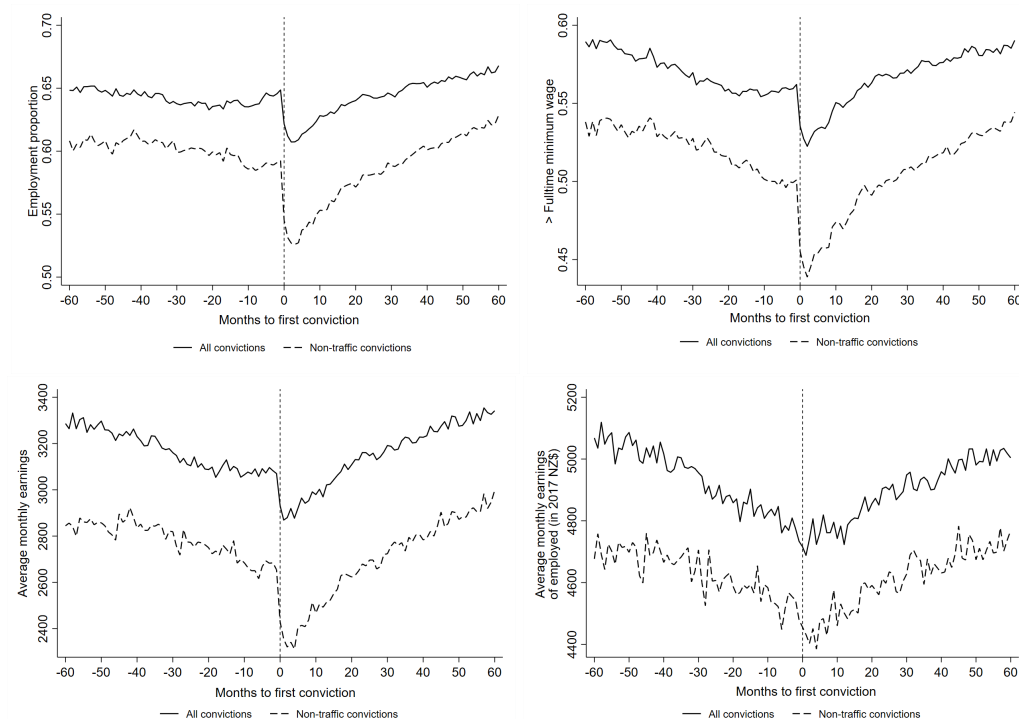 Employment proportion
0.70
0.65
0.60
0.55
0.50
-60 -50 -40 -30 -20 -10 0 10 20 30 40 50 60
Months to first conviction
All convictions Non-traffic convictions
> Fulltime minimum wage
0.60
0.55
0.50
0.45
-60 -50 -40 -30 -20 -10 0 10 20 30 40 50 60
Months to first conviction
All convictions Non-traffic convictions
Average monthly earnings
3400
3200
3000
2800
2600
2400
-60 -50 -40 -30 -20 -10 0 10 20 30 40 50 60
Months to first conviction
All convictions Non-traffic convictions
Average monthly earnings
of employed (in 2017 NZ$)
5200
5000
4800
4600
4400
-60 -50 -40 -30 -20 -10 0 10 20 30 40 50 60
Months to first conviction
All convictions Non-traffic convictions